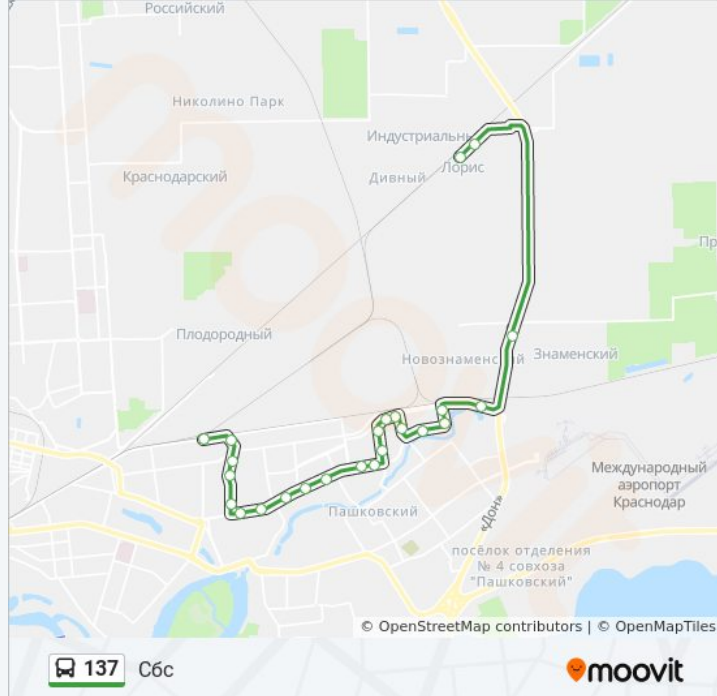 Российский
Николино Парк
Индустриальны
Лорис
Дивный
Краснодарский
Пр
Плодородный
Новознаменский
Знаменский
Международный
аэропорт
Краснодар
Пашковский
«Дон»
посёлок отделения
№ 4 совхоза
"Пашковский"
© OpenStreetMap contributors | © OpenMapTiles
137 Сбс
moovit